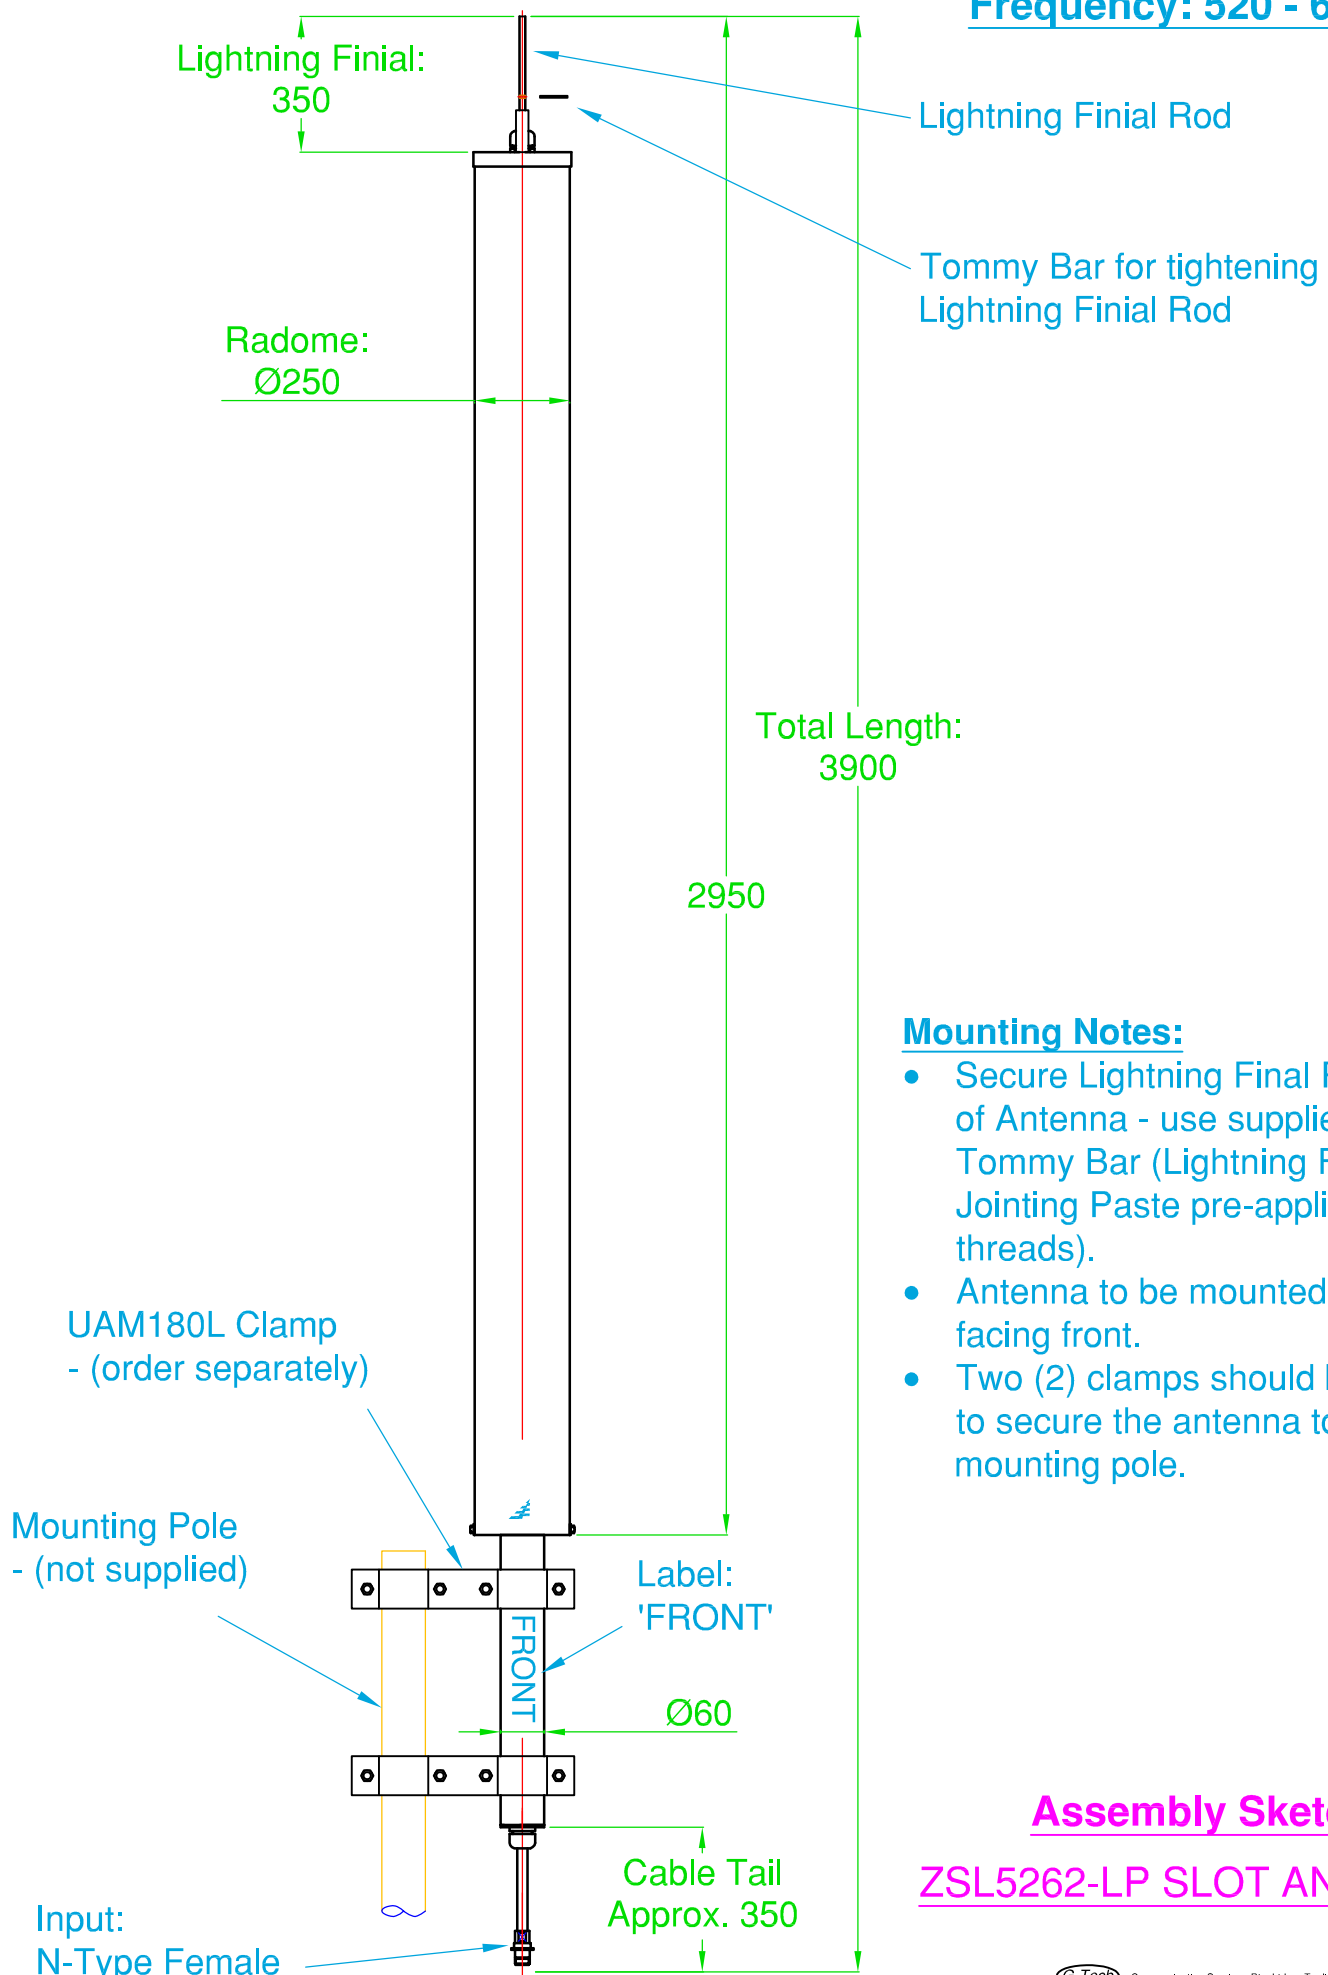 Frequency: 520 - 6
Lightning Finial:
350
Lightning Finial Rod
Tommy Bar for tightening
Lightning Finial Rod
Radome:
Ø250
Total Length:
3900
2950
Mounting Notes:
• Secure Lightning Final
of Antenna - use supplie
Tommy Bar (Lightning F
Jointing Paste pre-appli
threads).
• Antenna to be mounted
facing front.
• Two (2) clamps should
to secure the antenna to
mounting pole.
UAM180L Clamp
- (order separately)
Mounting Pole
- (not supplied)
Label:
'FRONT'
FRONT
Ø60
Assembly Sket
ZSL5262-LP SLOT AN
Cable Tail
Approx. 350
Input:
N-Type Female